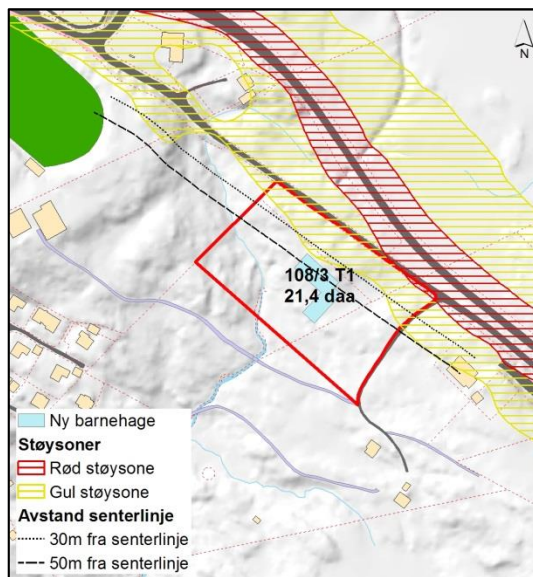 N
108/3 T1
21,4 daa
Ny barnehage
Støysoner
Rød støysone
Gul støysone
Avstand senterlinje
30m fra senterlinje
50m fra senterlinje